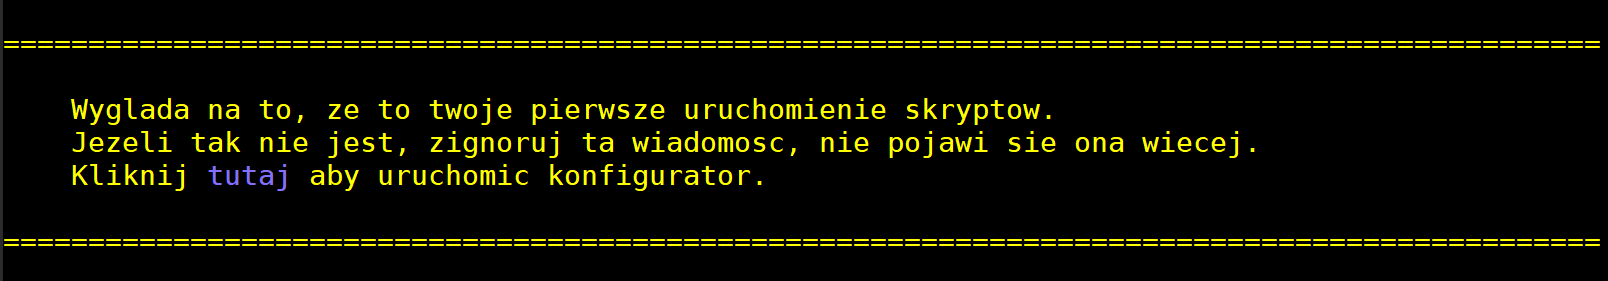 ==============================================================================================
Wyglada na to, ze to twoje pierwsze uruchomienie skryptow.
Jezeli tak nie jest, zignoruj ta wiadomosc, nie pojawi sie ona wiecej.
Kliknij tutaj aby uruchomic konfigurator.
==============================================================================================